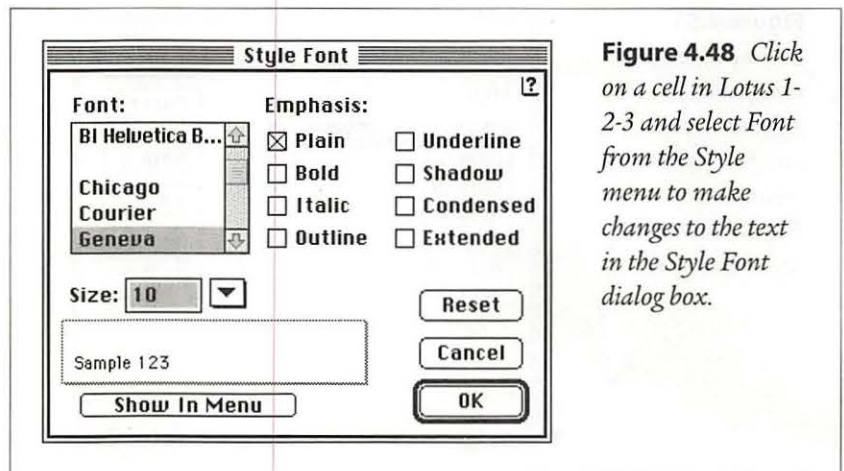 Style Font
?
Font:
BI Helvetica B...
Chicago
Courier
Geneva
Emphasis:
Plain
Bold
Italic
Outline
Underline
Shadow
Condensed
Extended
Size: 10
Sample 123
Show In Menu
Reset
Cancel
OK
Figure 4.48 Click
on a cell in Lotus 1-
2-3 and select Font
from the Style
menu to make
changes to the text
in the Style Font
dialog box.